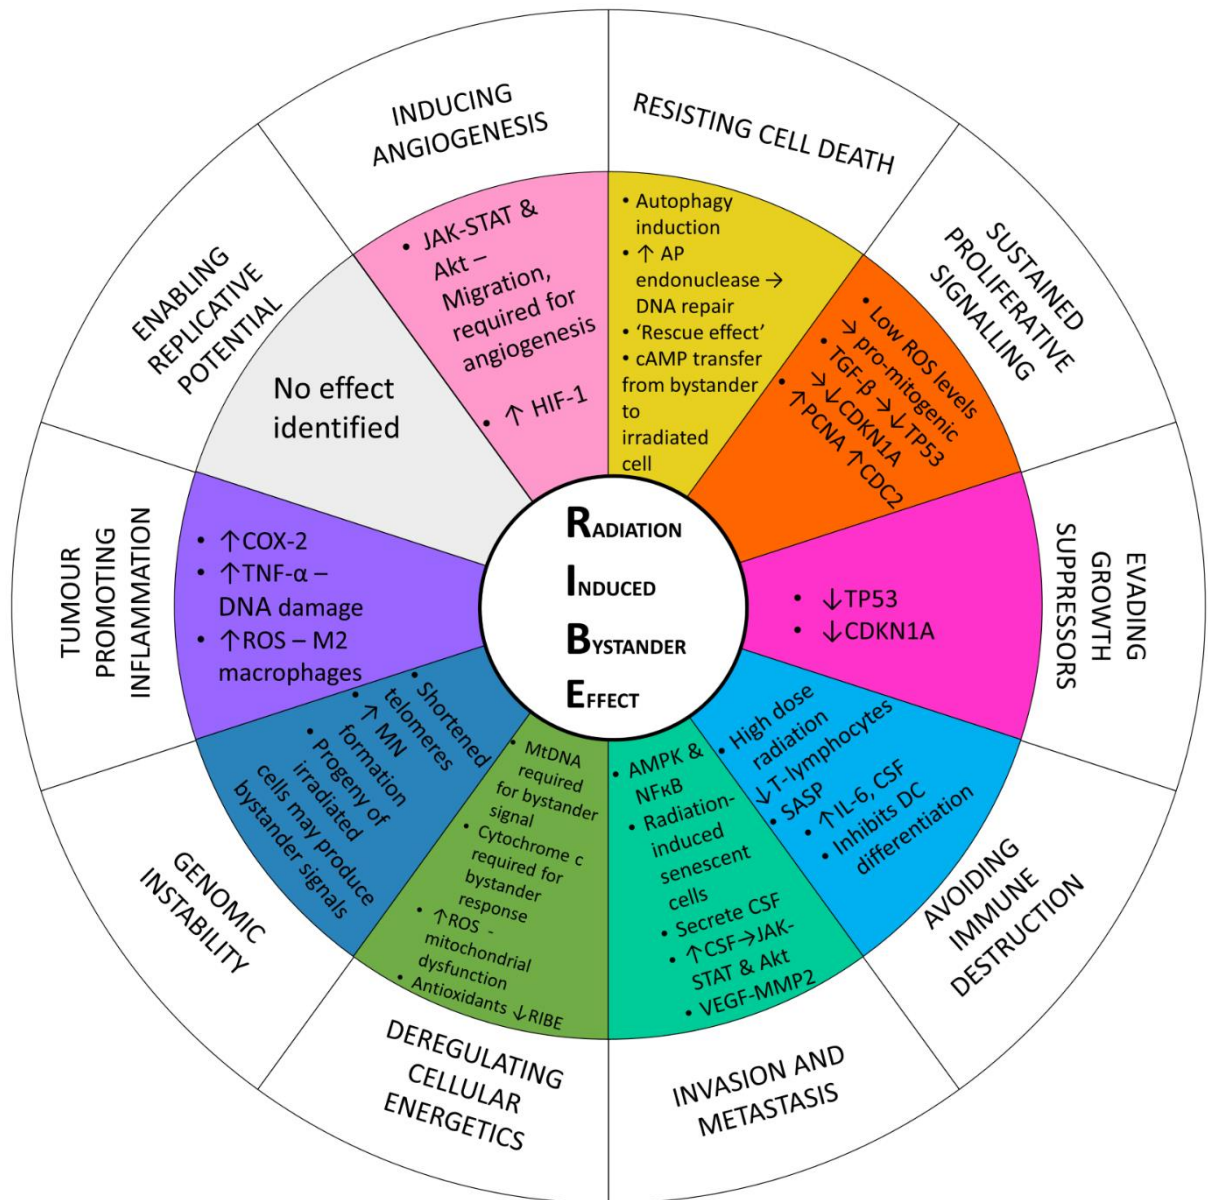 INDUCING
ANGIOGENESIS
RESISTING CELL DEATH
SUSTAINED
PROLIFERATIVE
SIGNALLING
EVADING
GROWTH
SUPPRESSORS
AVOIDING
IMMUNE
DESTRUCTION
INVASION AND
METASTASIS
DEREGULATING
CELLULAR
ENERGETICS
GENOMIC
INSTABILITY
TUMOUR
PROMOTING
INFLAMMATION
ENABLING
REPLICATIVE
POTENTIAL
• JAK-STAT &
Akt –
Migration,
required for
angiogenesis
• ↑ HIF-1
• Autophagy
induction
• ↑ AP
endonuclease →
DNA repair
• ‘Rescue effect’
• cAMP transfer
from bystander
to
irradiated
cell
• Low ROS levels
→ pro-mitogenic
• TGF-β →↓ TP53
→↓CDKN1A
• ↑PCNA ↑CDC2
• ↓TP53
• ↓CDKN1A
• High dose
radiation
↓T-lymphocytes
• SASP
• ↑IL-6, CSF
• Inhibits DC
differentiation
• AMPK &
NFκB
• Radiation-
induced
senescent
cells
• Secrete CSF
• ↑CSF→JAK-
STAT & Akt
• VEGF-MMP2
• MtDNA
required
for bystander
signal
• Cytochrome c
required for
bystander
response
• ↑ROS -
mitochondrial
dysfunction
• Antioxidants ↓RIBE
• Shortened
telomeres
• ↑ MN
formation
• Progeny of
irradiated
cells may produce
bystander signals
• ↑COX-2
• ↑TNF-α –
DNA damage
• ↑ROS – M2
macrophages
No effect
identified
RADIATION
INDUCED
BYSTANDER
EFFECT